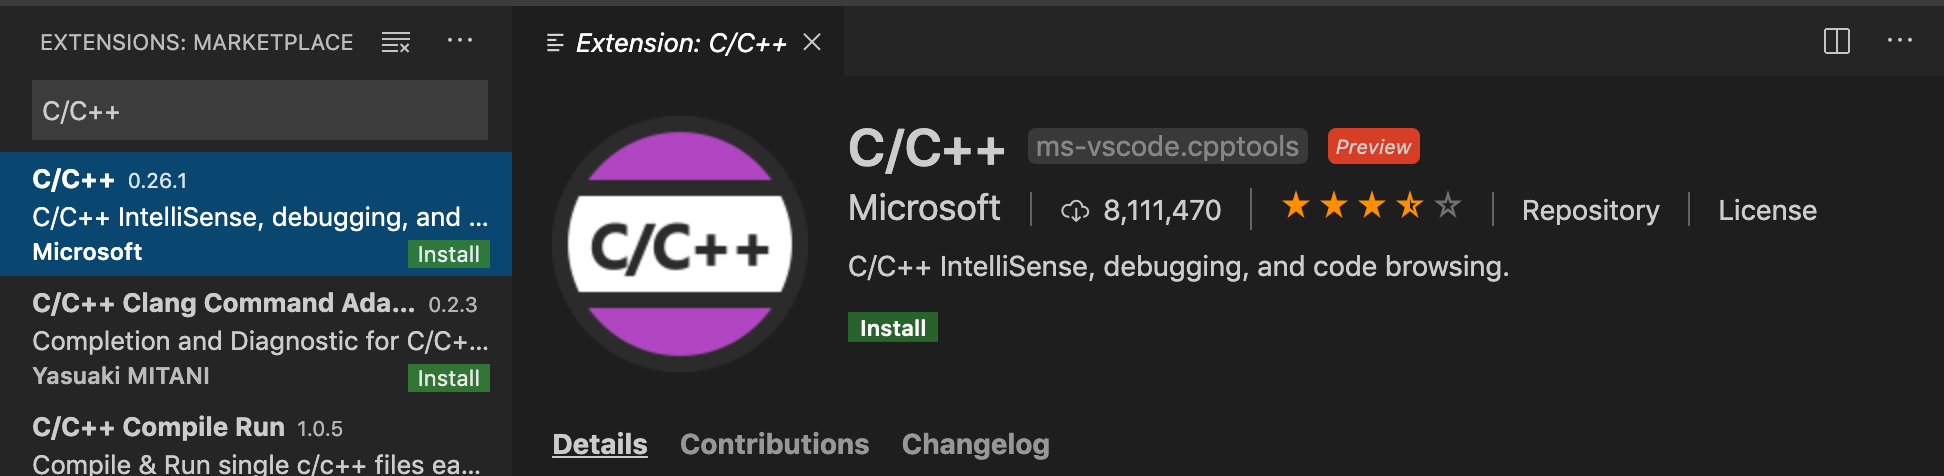 EXTENSIONS: MARKETPLACE
C/C++
C/C++ 0.26.1
C/C++ IntelliSense, debugging, and ...
Microsoft Install
C/C++ Clang Command Ada... 0.2.3
Completion and Diagnostic for C/C+...
Yasuaki MITANI Install
C/C++ Compile Run 1.0.5
Compile & Run single c/c++ files ea...
Extension: C/C++
C/C++
C/C++ ms-vscode.cpptools Preview
Microsoft 8,111,470 Repository License
C/C++ IntelliSense, debugging, and code browsing.
Install
Details Contributions Changelog